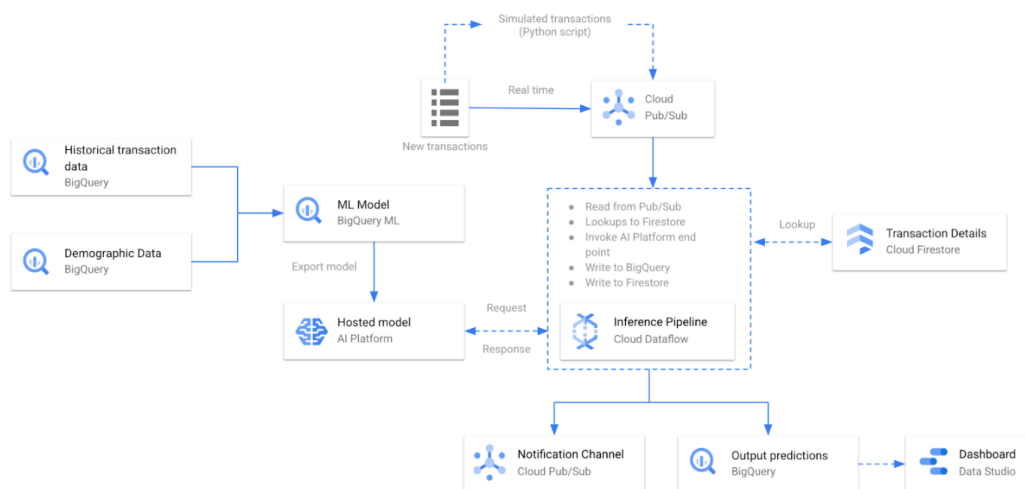 Simulated transactions
(Python script)
Real time
Cloud
Pub/Sub
New transactions
Historical transaction
data
BigQuery
Demographic Data
BigQuery
ML Model
BigQuery ML
Export model
Hosted model
AI Platform
Request
Response
Read from Pub/Sub
Lookups to Firestore
Invoke AI Platform end
point
Write to BigQuery
Write to Firestore
Inference Pipeline
Cloud Dataflow
Lookup
Transaction Details
Cloud Firestore
Notification Channel
Cloud Pub/Sub
Output predictions
BigQuery
Dashboard
Data Studio